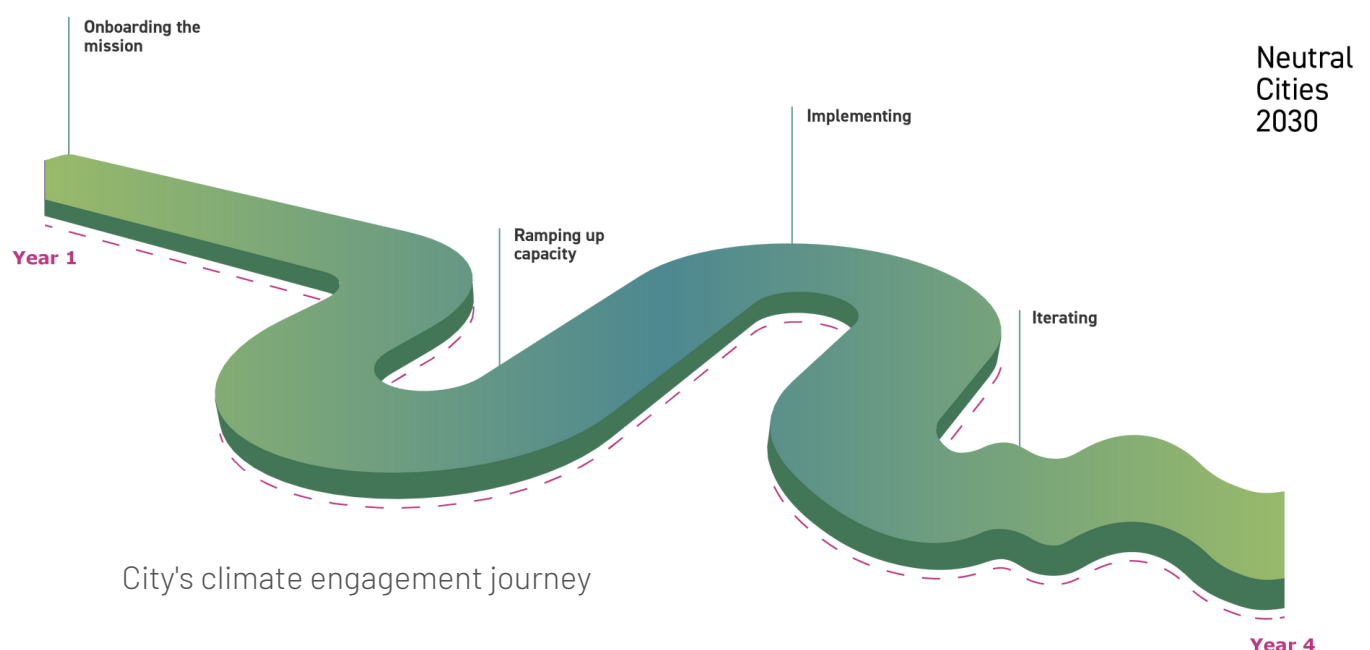 Onboarding the
mission
Neutral
Cities
2030
Implementing
Ramping up
capacity
Year 1
Iterating
City's climate engagement journey
Year 4